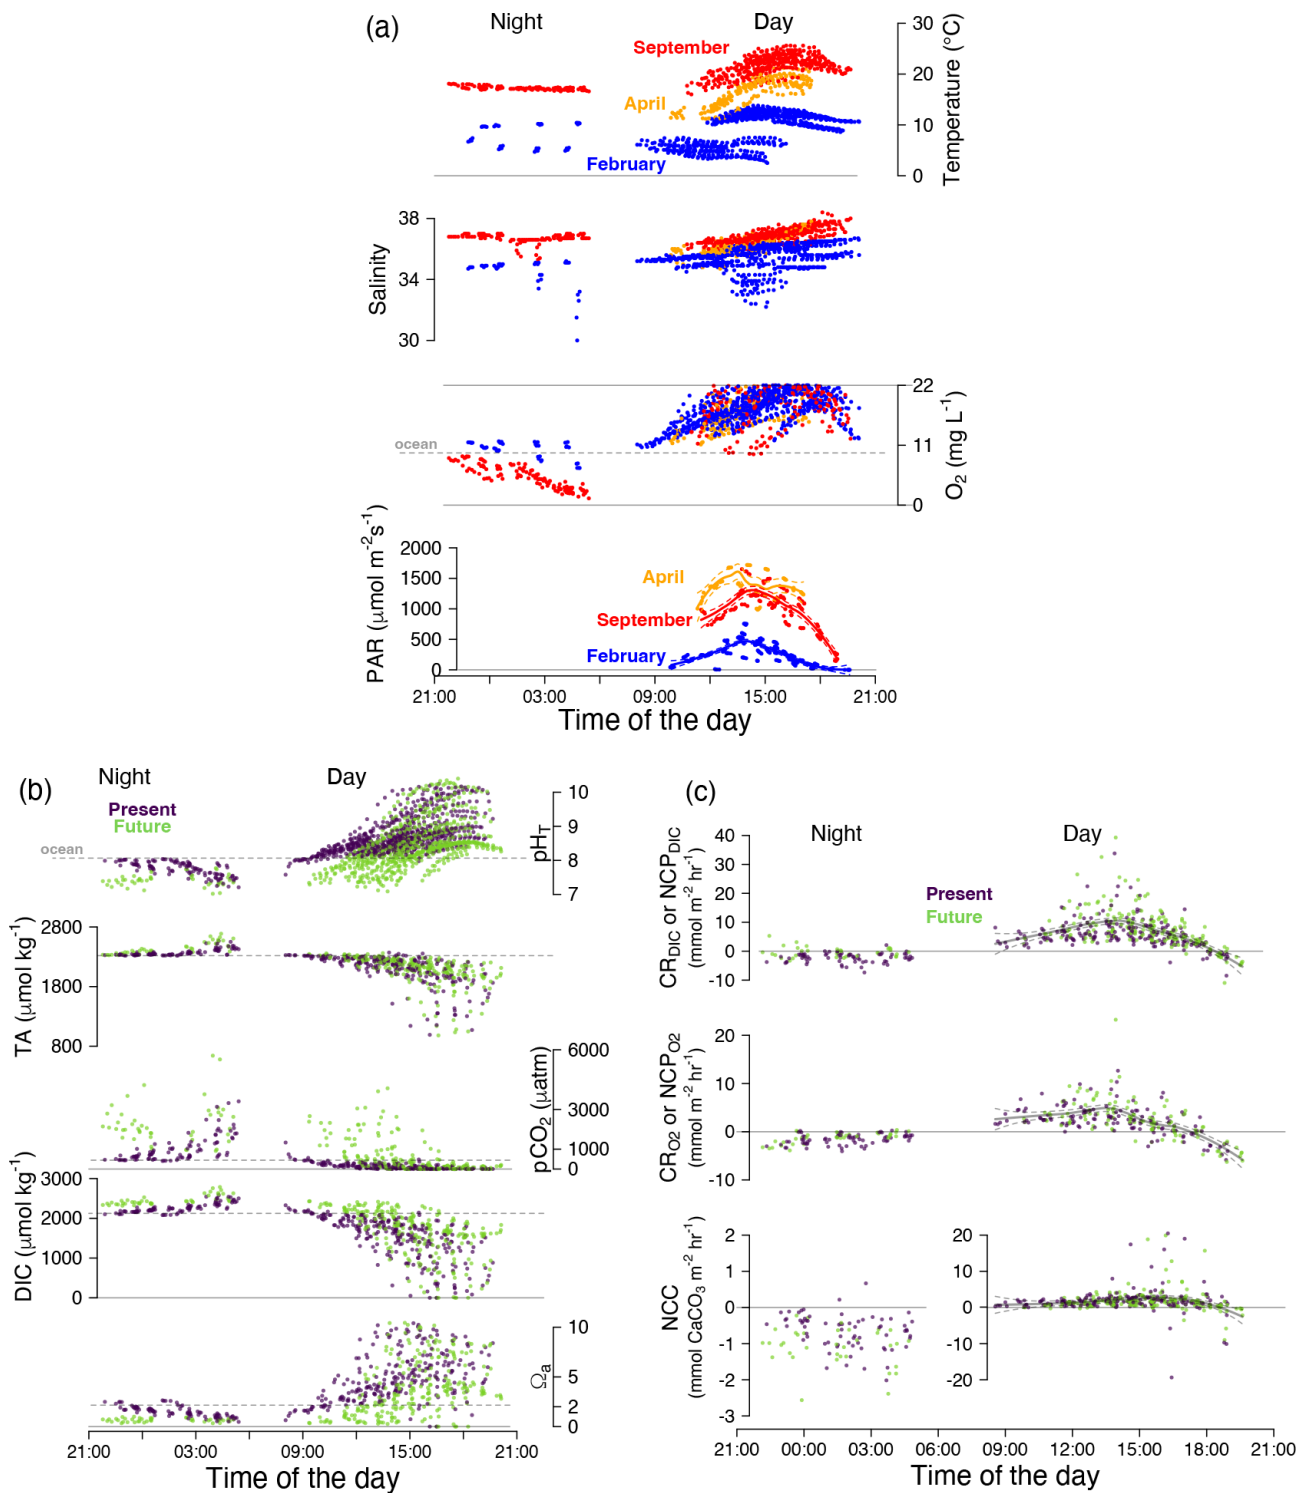 (a)
Night
Day
30
20
10
0
Temperature (°C)
September
April
February
38
34
30
Salinity
22
11
0
O2 (mg L-1)
ocean
2000
1500
1000
500
0
PAR (μmol m-2s-1)
April
September
February
21:00
03:00
09:00
15:00
21:00
Time of the day
(b)
Night
Day
Present
Future
ocean
10
9
8
7
pHT
2800
1800
800
TA (μmol kg-1)
6000
3000
1000
0
pCO2 (μatm)
3000
2000
1000
0
DIC (μmol kg-1)
10
5
2
0
Ωa
21:00
03:00
09:00
15:00
21:00
Time of the day
(c)
Night
Day
Present
Future
40
30
20
10
0
-10
CRDIC or NCPDIC
(mmol m-2 hr-1)
20
10
0
-10
CRO2 or NCPO2
(mmol m-2 hr-1)
2
1
0
-1
-2
-3
NCC
(mmol CaCO3 m-2 hr-1)
20
10
0
-10
-20
21:00
00:00
03:00
06:00
09:00
12:00
15:00
18:00
21:00
Time of the day